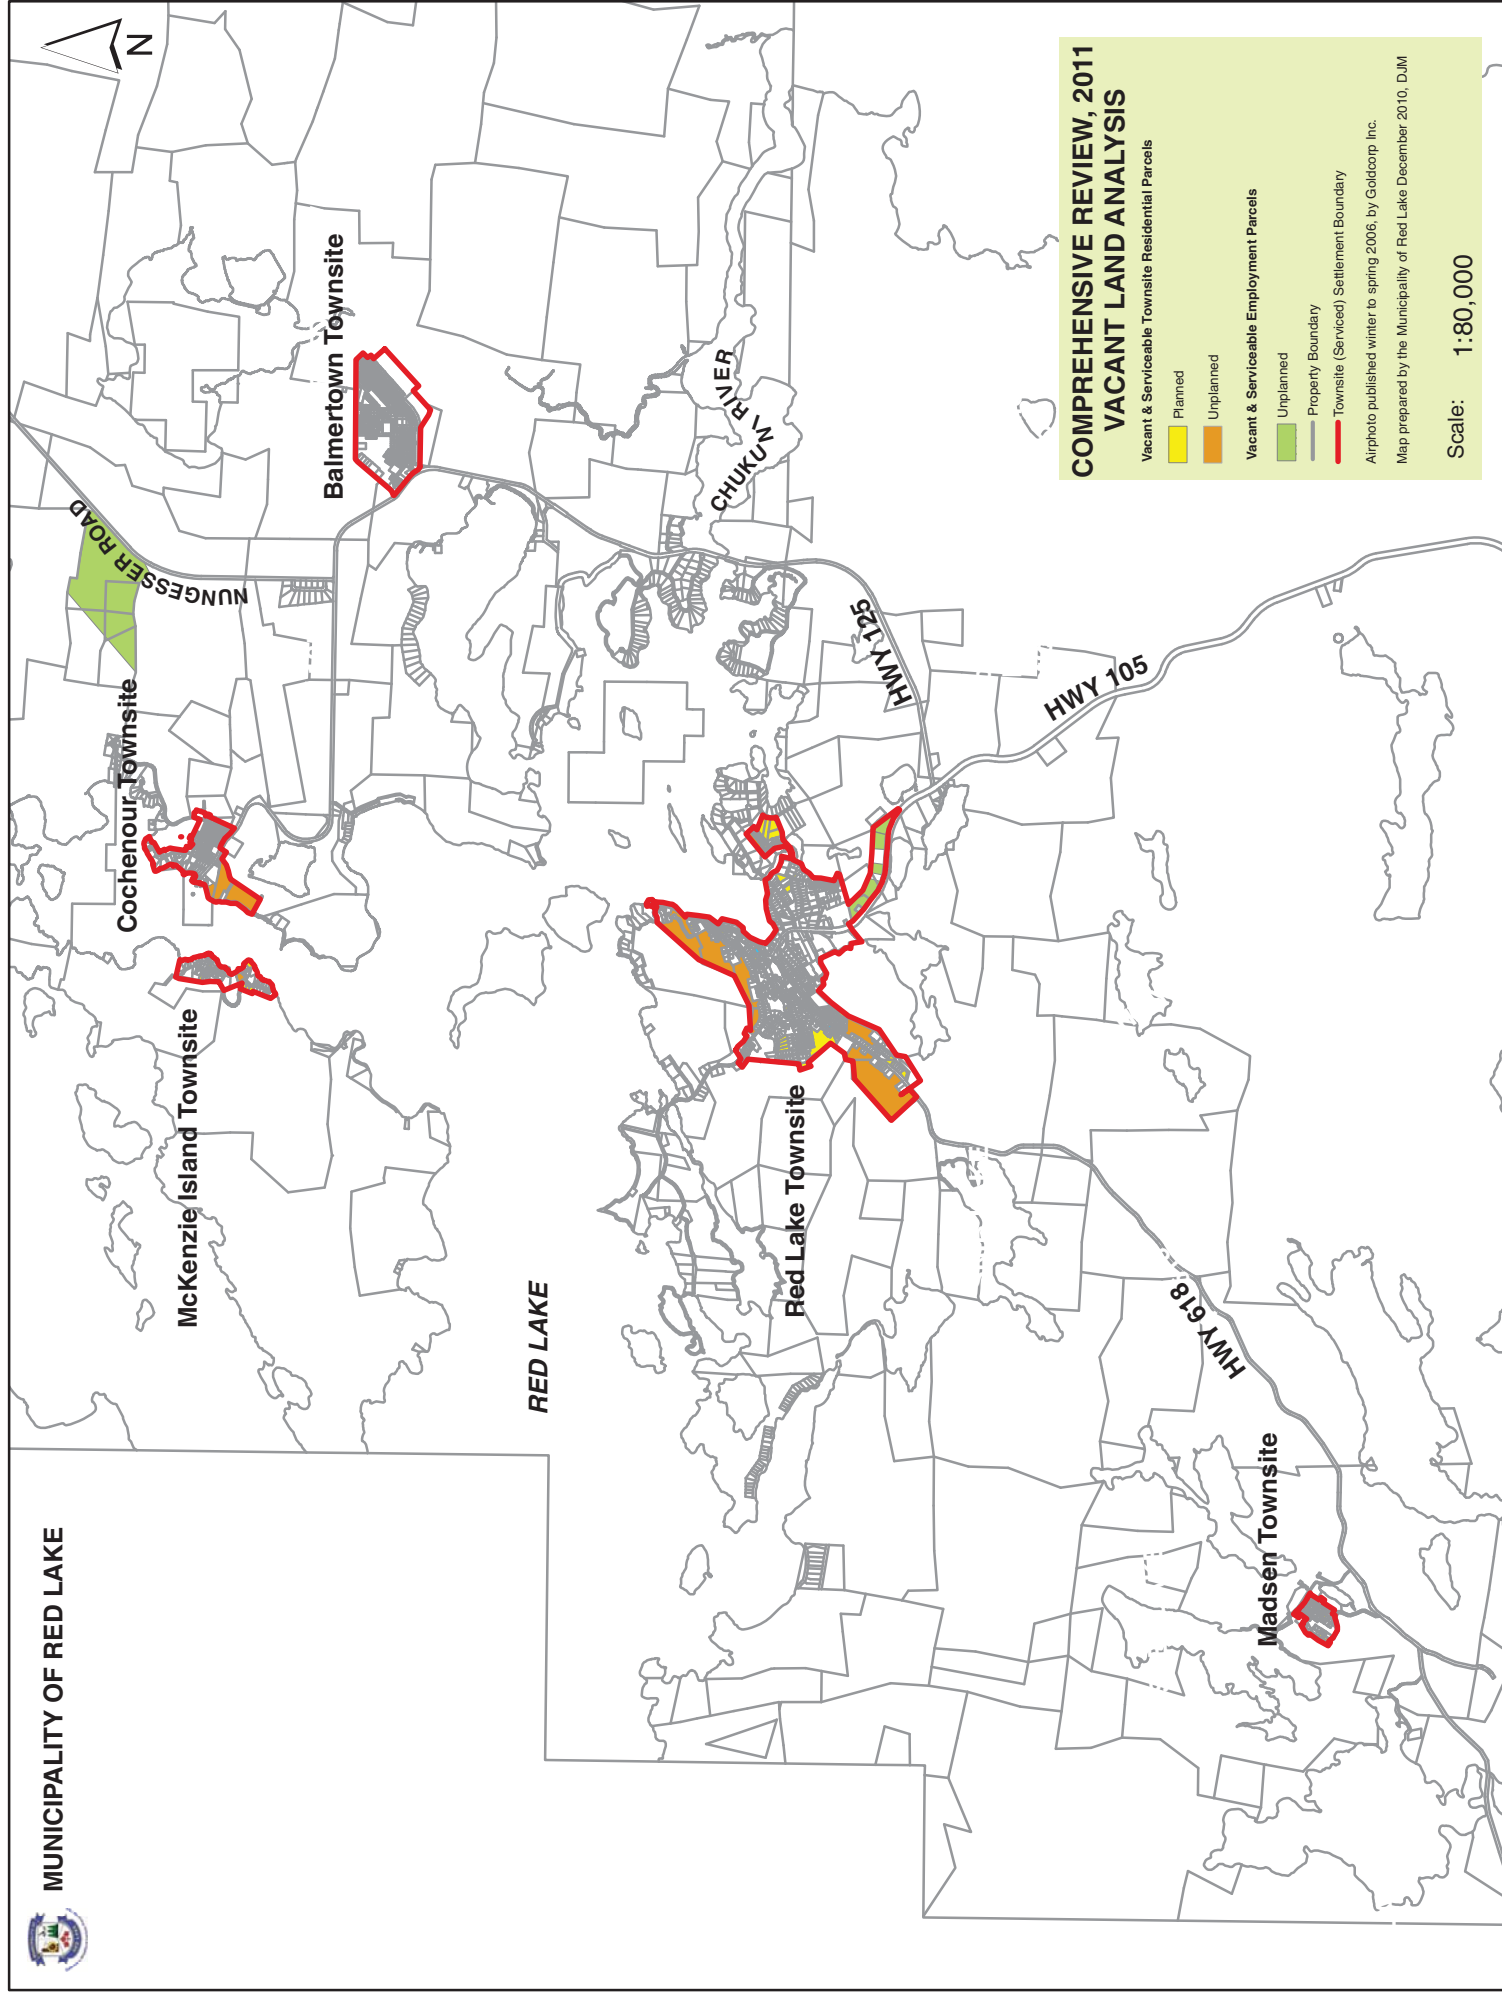 MUNICIPALITY OF RED LAKE
N
NUNGESSER ROAD
Cochenour Townsite
Balmertown Townsite
McKenzie Island Townsite
CHUKUNI RIVER
RED LAKE
HWY 125
Red Lake Townsite
HWY 105
HWY 618
Madsen Townsite
COMPREHENSIVE REVIEW, 2011
VACANT LAND ANALYSIS
Vacant & Serviceable Townsite Residential Parcels
Planned
Unplanned
Vacant & Serviceable Employment Parcels
Unplanned
Property Boundary
Townsite (Serviced) Settlement Boundary
Airphoto published winter to spring 2006, by Goldcorp Inc.
Map prepared by the Municipality of Red Lake December 2010, DJM
Scale: 1:80,000